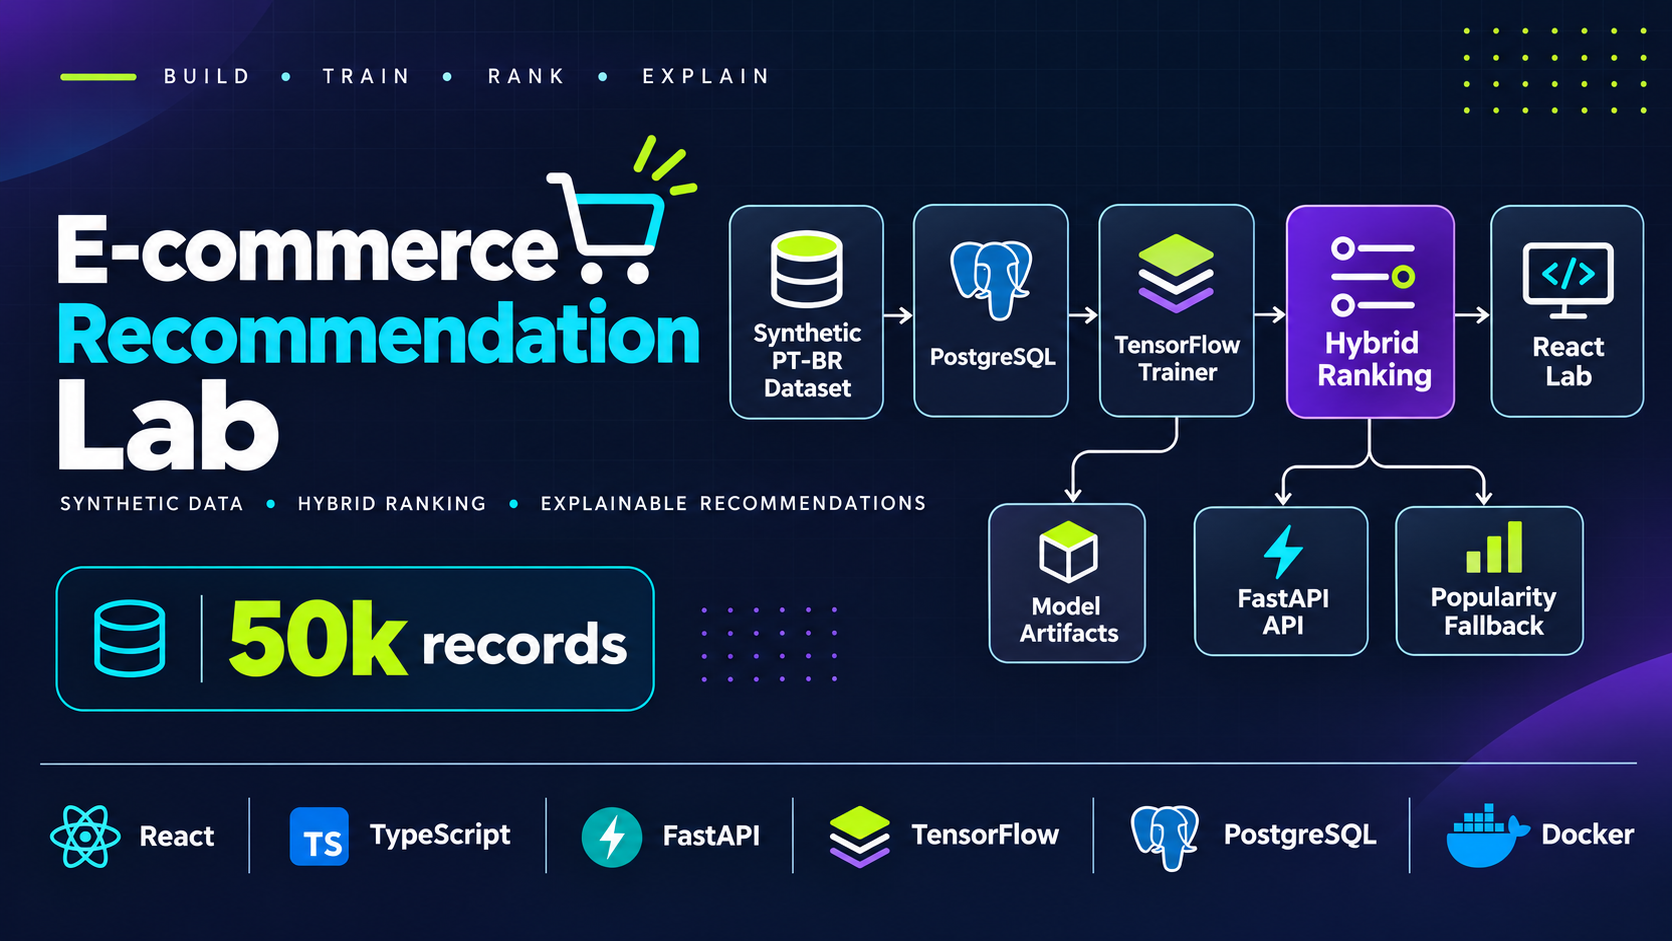 BUILD • TRAIN • RANK • EXPLAIN
E-commerce
Recommendation
Lab
SYNTHETIC DATA • HYBRID RANKING • EXPLAINABLE RECOMMENDATIONS
50k records
Synthetic
PT-BR
Dataset
PostgreSQL
TensorFlow
Trainer
Hybrid
Ranking
</>
React
Lab
Model
Artifacts
FastAPI
API
Popularity
Fallback
React
TS
TypeScript
FastAPI
TensorFlow
PostgreSQL
Docker